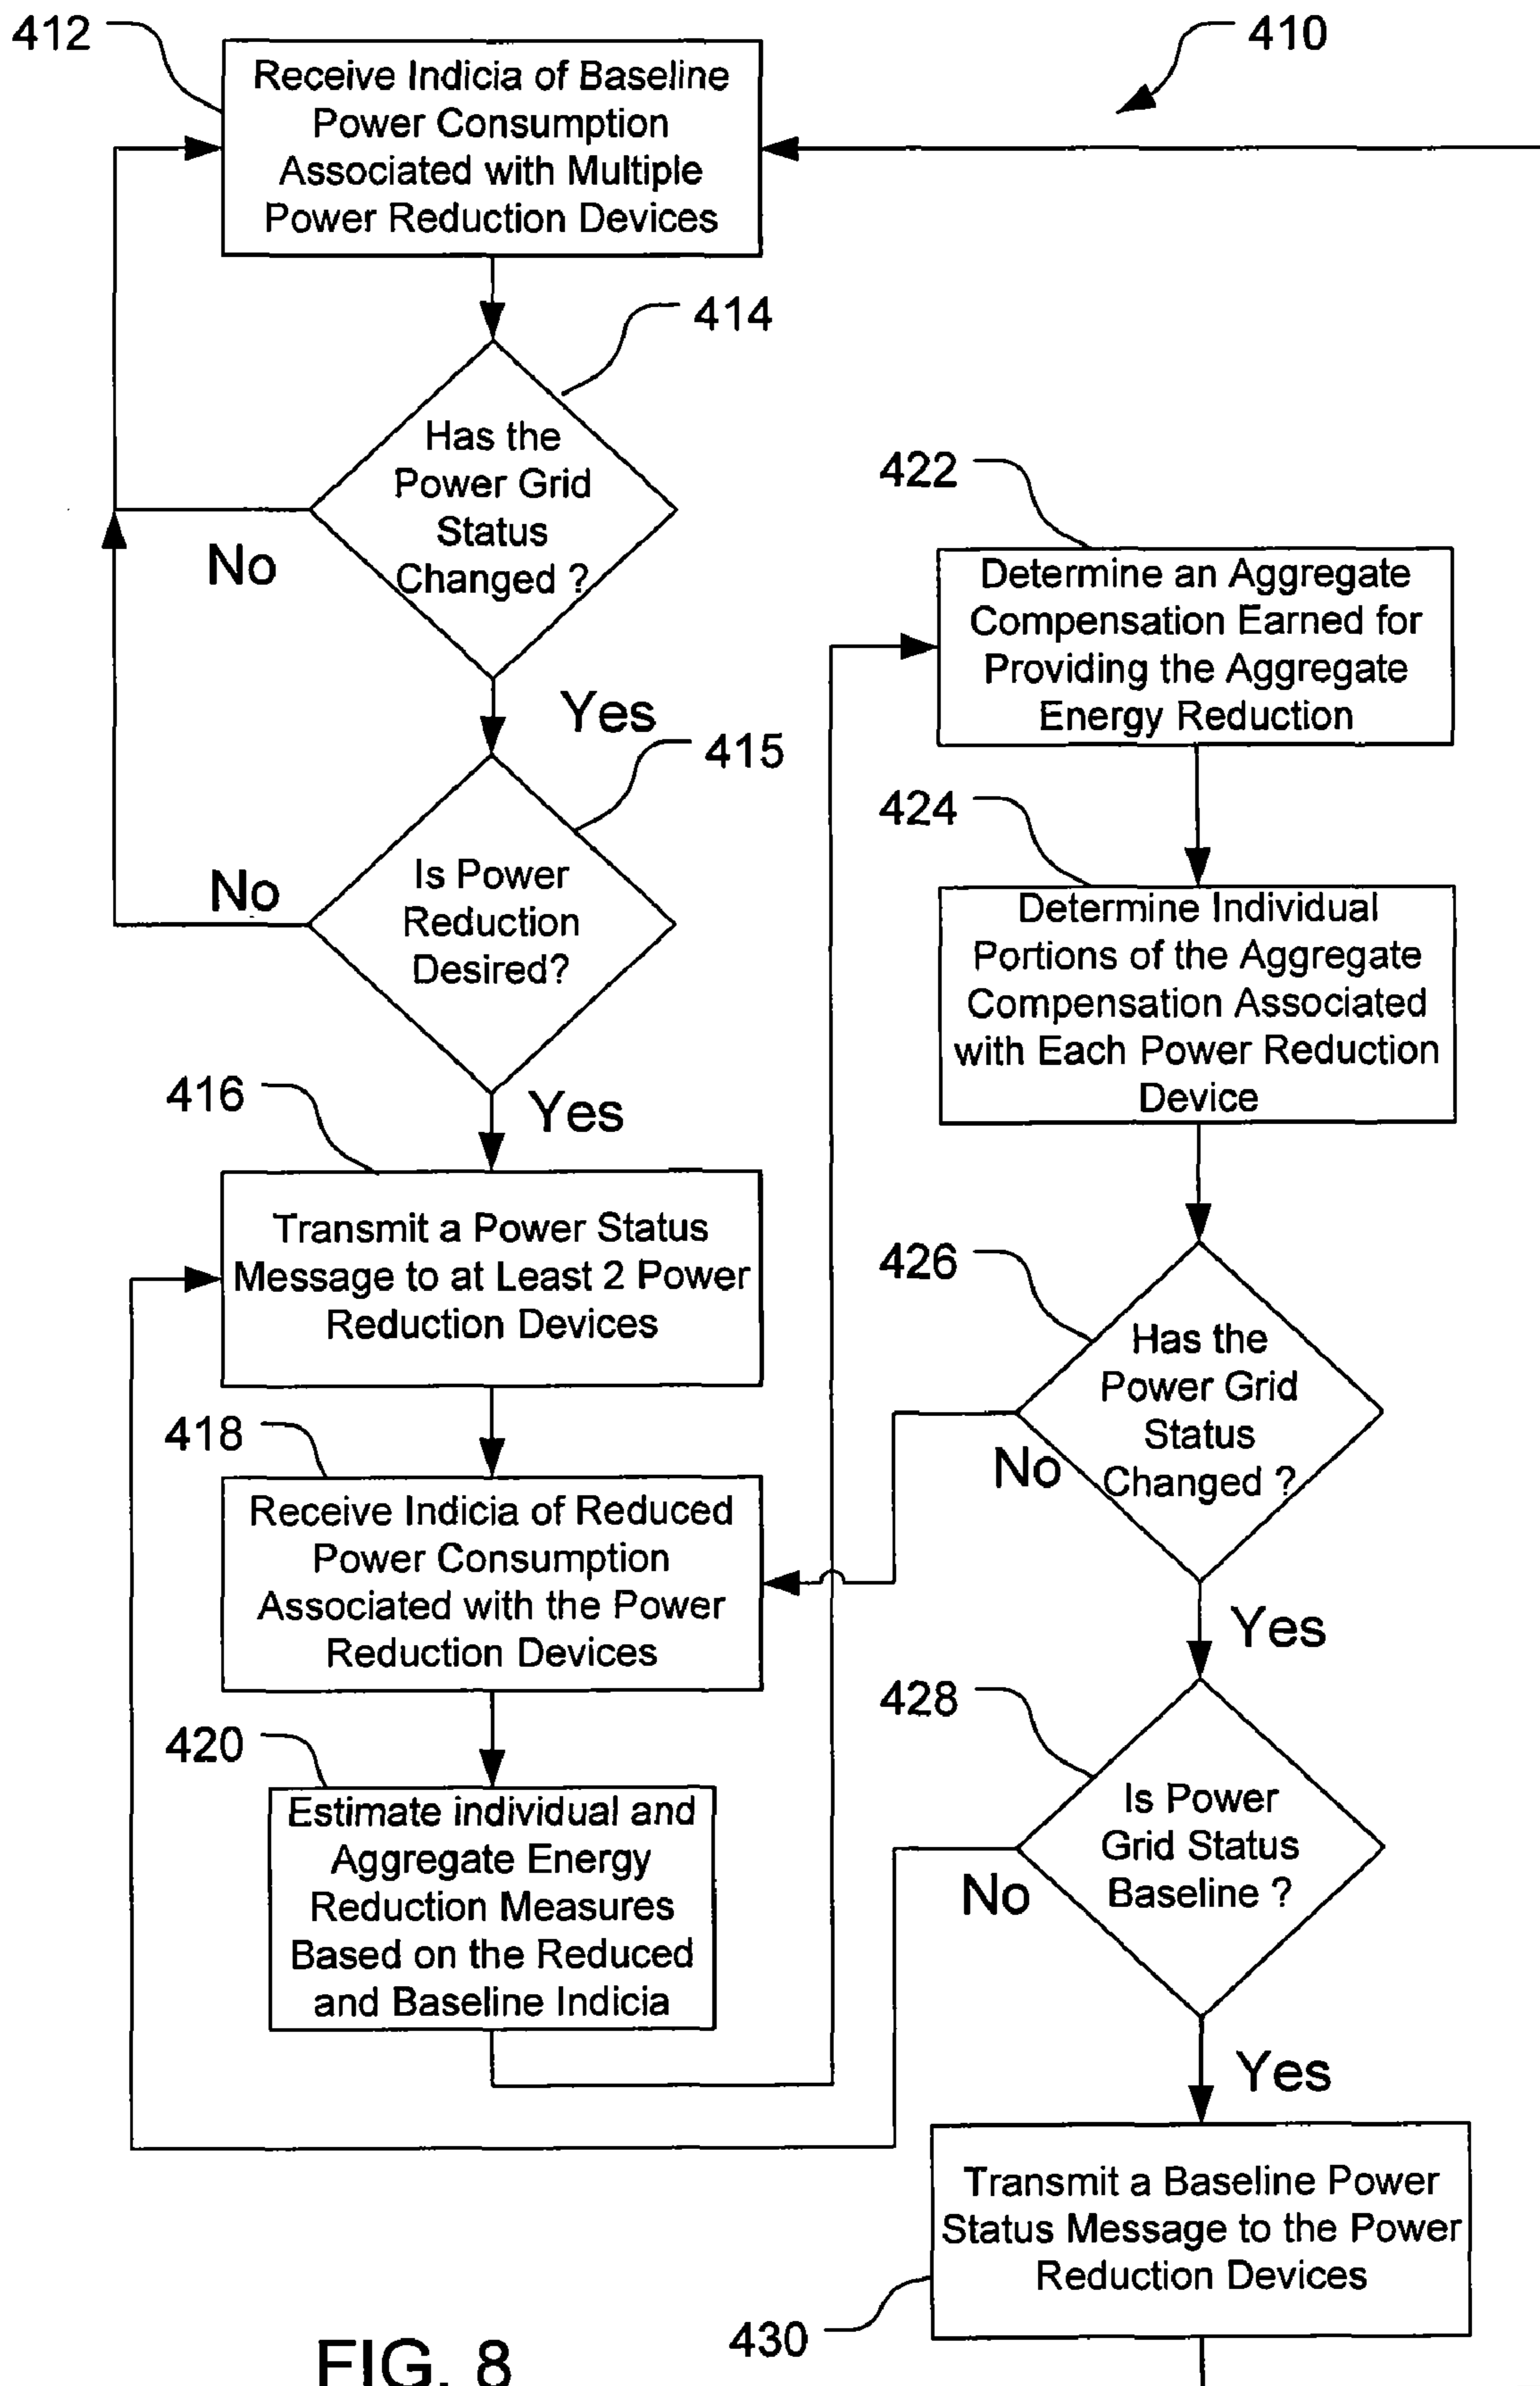 412
410
Receive Indicia of Baseline
Power Consumption
Associated with Multiple
Power Reduction Devices
414
Has the
Power Grid
Status
Changed ?
No
Yes
415
Is Power
Reduction
Desired?
No
Yes
416
Transmit a Power Status
Message to at Least 2 Power
Reduction Devices
418
Receive Indicia of Reduced
Power Consumption
Associated with the Power
Reduction Devices
420
Estimate individual and
Aggregate Energy
Reduction Measures
Based on the Reduced
and Baseline Indicia
422
Determine an Aggregate
Compensation Earned for
Providing the Aggregate
Energy Reduction
424
Determine Individual
Portions of the Aggregate
Compensation Associated
with Each Power Reduction
Device
426
Has the
Power Grid
Status
Changed ?
No
Yes
428
Is Power
Grid Status
Baseline ?
No
Yes
Transmit a Baseline Power
Status Message to the Power
Reduction Devices
430
FIG. 8